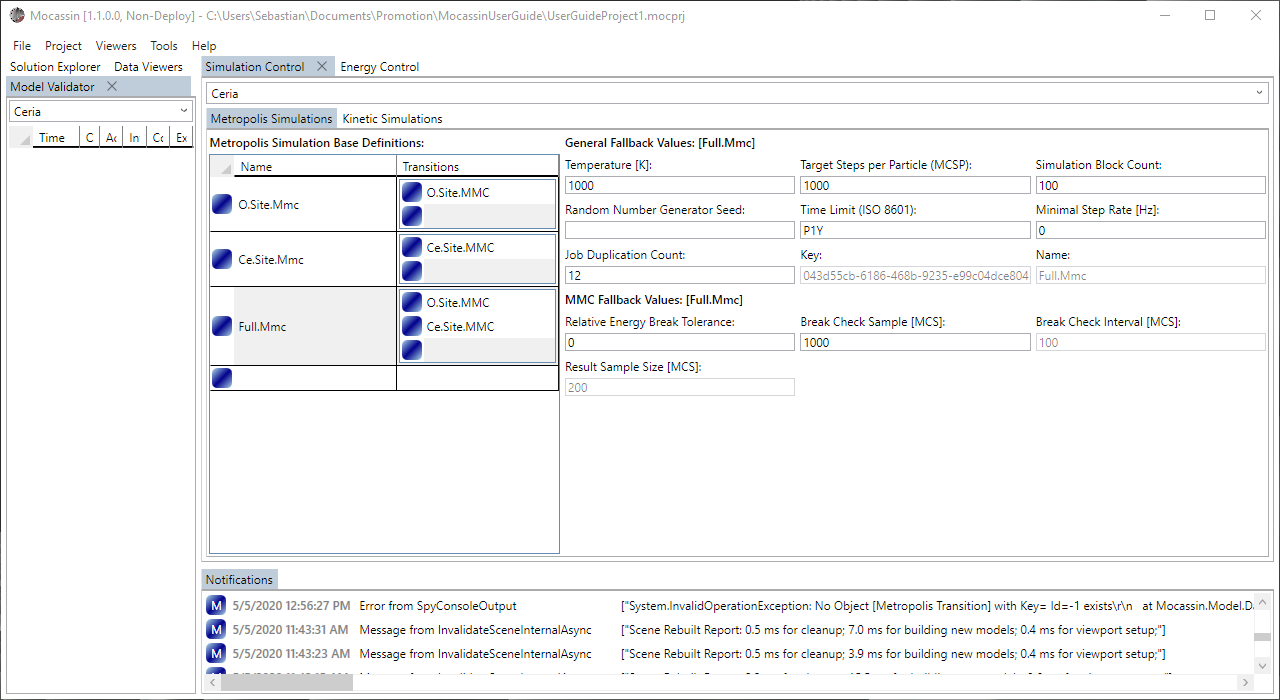 Mocassin [1.1.0.0, Non-Deploy] - C:\Users\Sebastian\Documents\Promotion\MocassinUserGuide\UserGuideProject1.mocprj
File Project Viewers Tools Help
Solution Explorer Data Viewers
Model Validator
Ceria
Time C Ac In Cc Ex
Simulation Control Energy Control
Ceria
Metropolis Simulations Kinetic Simulations
Metropolis Simulation Base Definitions:
Name Transitions
O.Site.Mmc O.Site.MMC
Ce.Site.Mmc Ce.Site.MMC
Full.Mmc O.Site.MMC
Ce.Site.MMC
General Fallback Values: [Full.Mmc]
Temperature [K]: Target Steps per Particle (MCSP): Simulation Block Count:
1000 1000 100
Random Number Generator Seed: Time Limit (ISO 8601): Minimal Step Rate [Hz]:
P1Y 0
Job Duplication Count: Key: Name:
12 043d55cb-6186-468b-9235-e99c04dce804 Full.Mmc
MMC Fallback Values: [Full.Mmc]
Relative Energy Break Tolerance: Break Check Sample [MCS]: Break Check Interval [MCS]:
0 1000 100
Result Sample Size [MCS]:
200
Notifications
M 5/5/2020 12:56:27 PM Error from SpyConsoleOutput ["System.InvalidOperationException: No Object [Metropolis Transition] with Key= Id=-1 exists\r\n at Mocassin.Model.D
M 5/5/2020 11:43:31 AM Message from InvalidateSceneInternalAsync ["Scene Rebuilt Report: 0.5 ms for cleanup; 7.0 ms for building new models; 0.4 ms for viewport setup;"]
M 5/5/2020 11:43:23 AM Message from InvalidateSceneInternalAsync ["Scene Rebuilt Report: 0.5 ms for cleanup; 3.9 ms for building new models; 0.4 ms for viewport setup;"]